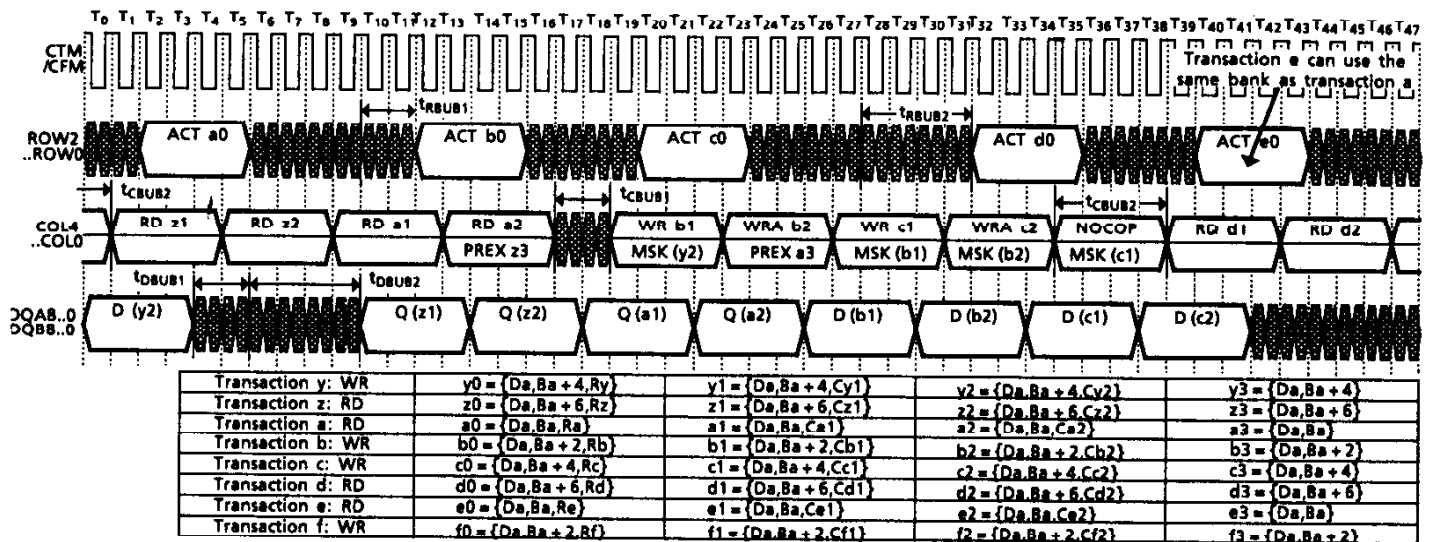 T0 T1 T2 T3 T4 T5 T6 T7 T8 T9 T10 T11 T12 T13 T14 T15 T16 T17 T18 T19 T20 T21 T22 T23 T24 T25 T26 T27 T28 T29 T30 T31 T32 T33 T34 T35 T36 T37 T38 T39 T40 T41 T42 T43 T44 T45 T46 T47
CTM
/CFM
Transaction e can use the
same bank as transaction a
tRBUB1
tRBUB2
ROW2
..ROW0
ACT a0 ACT b0 ACT c0 ACT d0 ACT e0
tCBUB2 tCBUB1 tCBUB2
COL4
..COL0
RD z1 RD z2 RD a1 RD a2 WR b1 WRA b2 WR c1 WRA c2 NOCOP RD d1 RD d2
PREX z3 MSK (y2) PREX a3 MSK (b1) MSK (b2) MSK (c1)
tDBUB1 tDBUB2
DQA8..0
DQB8..0
D (y2) Q (z1) Q (z2) Q (a1) Q (a2) D (b1) D (b2) D (c1) D (c2)
Transaction y: WR y0 = {Da,Ba + 4,Ry} y1 = {Da,Ba + 4,Cy1} y2 = {Da,Ba + 4,Cy2} y3 = {Da,Ba + 4}
Transaction z: RD z0 = {Da,Ba + 6,Rz} z1 = {Da,Ba + 6,Cz1} z2 = {Da,Ba + 6,Cz2} z3 = {Da,Ba + 6}
Transaction a: RD a0 = {Da,Ba,Ra} a1 = {Da,Ba,Ca1} a2 = {Da,Ba,Ca2} a3 = {Da,Ba}
Transaction b: WR b0 = {Da,Ba + 2,Rb} b1 = {Da,Ba + 2,Cb1} b2 = {Da,Ba + 2,Cb2} b3 = {Da,Ba + 2}
Transaction c: WR c0 = {Da,Ba + 4,Rc} c1 = {Da,Ba + 4,Cc1} c2 = {Da,Ba + 4,Cc2} c3 = {Da,Ba + 4}
Transaction d: RD d0 = {Da,Ba + 6,Rd} d1 = {Da,Ba + 6,Cd1} d2 = {Da,Ba + 6,Cd2} d3 = {Da,Ba + 6}
Transaction e: RD e0 = {Da,Ba,Re} e1 = {Da,Ba,Ce1} e2 = {Da,Ba,Ce2} e3 = {Da,Ba}
Transaction f: WR f0 = {Da,Ba + 2,Rf} f1 = {Da,Ba + 2,Cf1} f2 = {Da,Ba + 2,Cf2} f3 = {Da,Ba + 2}